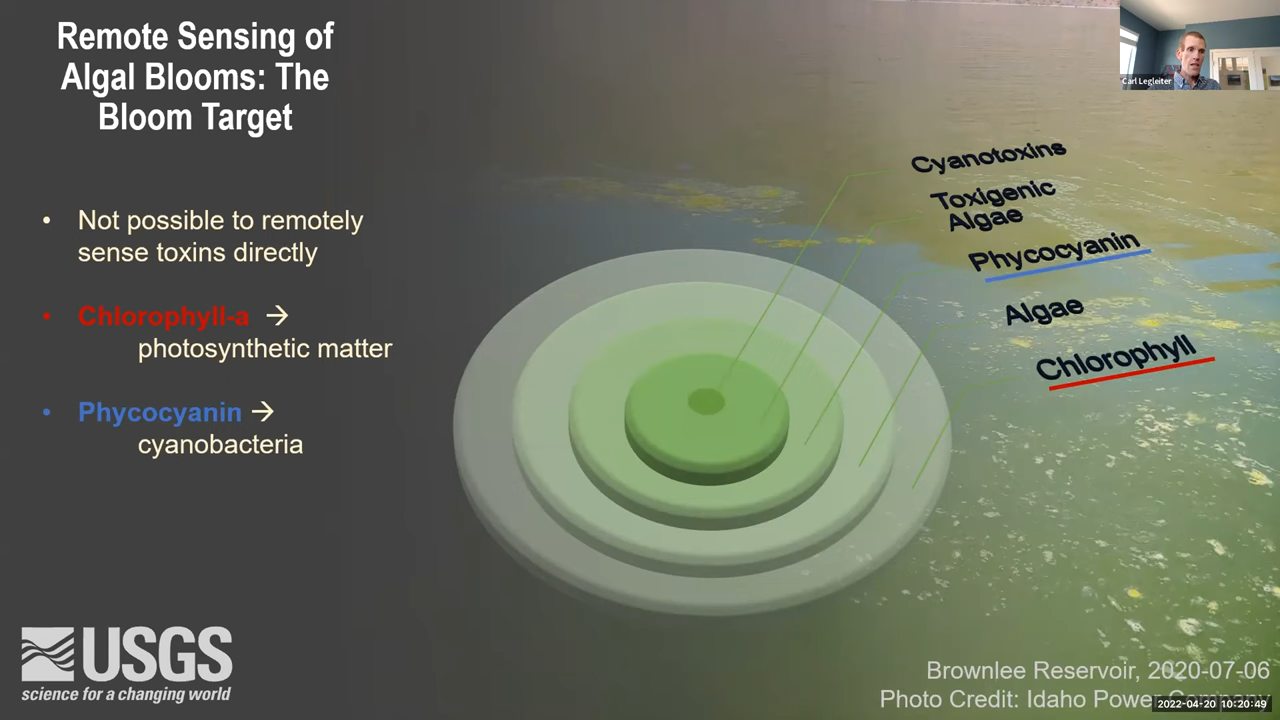 Remote Sensing of
Algal Blooms: The
Bloom Target
• Not possible to remotely
sense toxins directly
• Chlorophyll-a →
photosynthetic matter
• Phycocyanin →
cyanobacteria
Cyanotoxins
Toxigenic
Algae
Phycocyanin
Algae
Chlorophyll
Carl Legleiter
USGS
science for a changing world
Brownlee Reservoir, 2020-07-06
Photo Credit: Idaho Power Company
2022-04-20 10:20:49